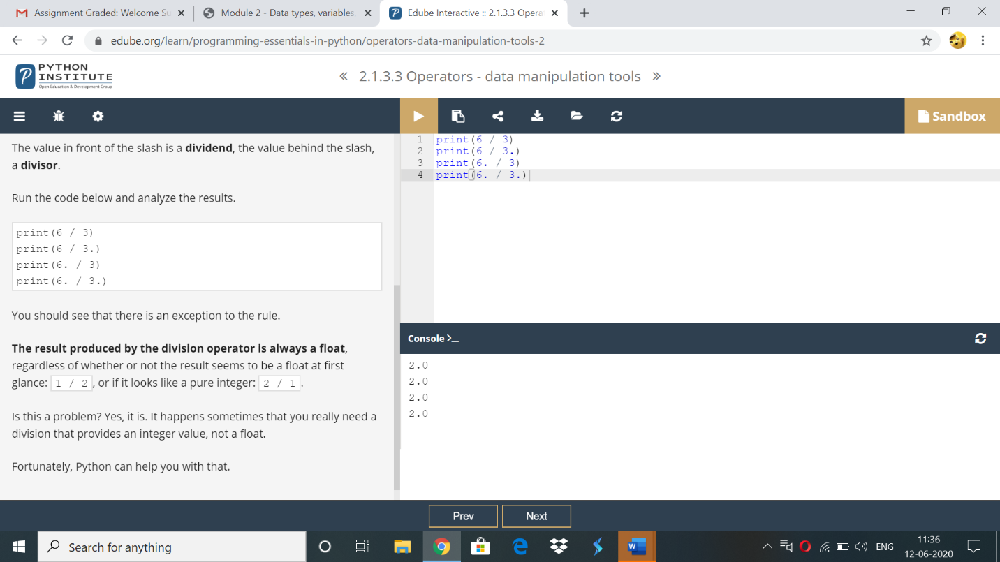 Assignment Graded: Welcome Su
Module 2 - Data types, variables,
Edube Interactive :: 2.1.3.3 Opera
edube.org/learn/programming-essentials-in-python/operators-data-manipulation-tools-2
PYTHON
INSTITUTE
Open Education & Development Group
« 2.1.3.3 Operators - data manipulation tools »
Sandbox
The value in front of the slash is a dividend, the value behind the slash,
a divisor.
Run the code below and analyze the results.
print(6 / 3)
print(6 / 3.)
print(6. / 3)
print(6. / 3.)
You should see that there is an exception to the rule.
The result produced by the division operator is always a float,
regardless of whether or not the result seems to be a float at first
glance: 1 / 2, or if it looks like a pure integer: 2 / 1.
Is this a problem? Yes, it is. It happens sometimes that you really need a
division that provides an integer value, not a float.
Fortunately, Python can help you with that.
1 print(6 / 3)
2 print(6 / 3.)
3 print(6. / 3)
4 print(6. / 3.)
Console >_
2.0
2.0
2.0
2.0
Prev
Next
Search for anything
W
ENG
11:36
12-06-2020